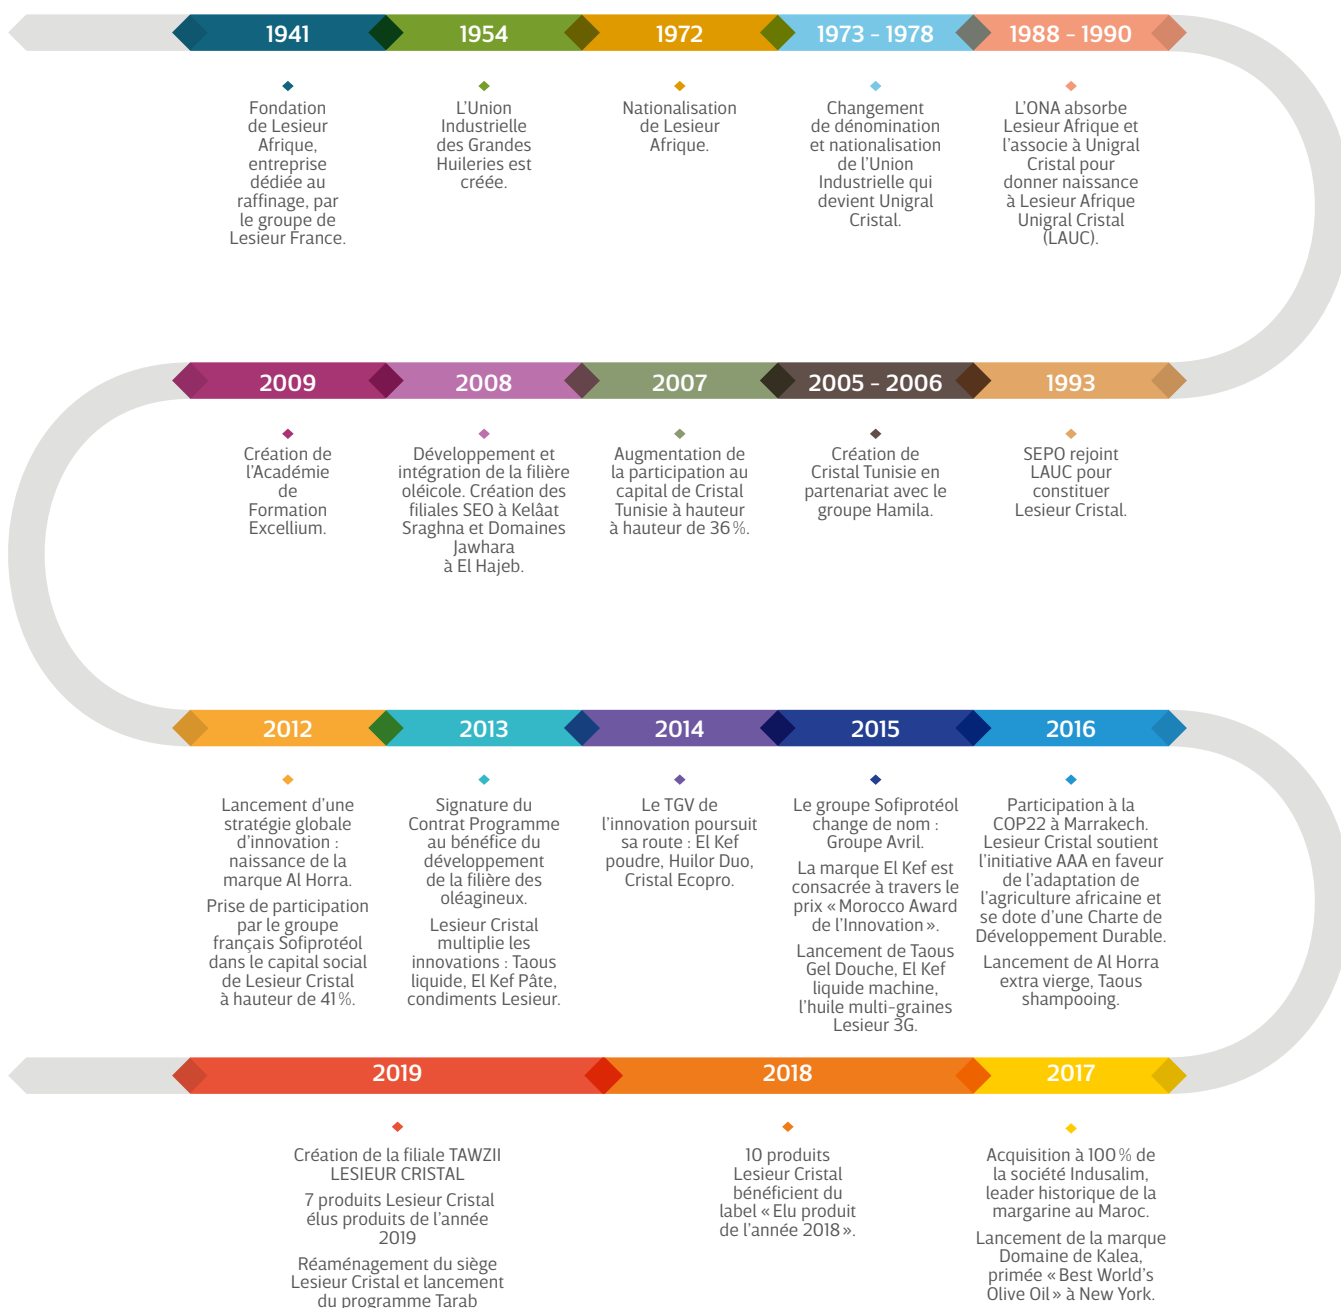 1941
Fondation
de Lesieur
Afrique,
entreprise
dédiée au
raffinage, par
le groupe de
Lesieur France.
1954
L'Union
Industrielle
des Grandes
Huileries est
créée.
1972
Nationalisation
de Lesieur
Afrique.
1973 - 1978
Changement
de dénomination
et nationalisation
de l'Union
Industrielle qui
devient Unigral
Cristal.
1988 - 1990
L'ONA absorbe
Lesieur Afrique et
l'associe à Unigral
Cristal pour
donner naissance
à Lesieur Afrique
Unigral Cristal
(LAUC).
1993
SEPO rejoint
LAUC pour
constituer
Lesieur Cristal.
2005 - 2006
Création de
Cristal Tunisie en
partenariat avec le
groupe Hamila.
2007
Augmentation de
la participation au
capital de Cristal
Tunisie à hauteur
à hauteur de 36 %.
2008
Développement et
intégration de la filière
oléicole. Création des
filiales SEO à Kelâat
Sraghna et Domaines
Jawhara
à El Hajeb.
2009
Création de
l'Académie
de
Formation
Excellium.
2012
Lancement d'une
stratégie globale
d'innovation :
naissance de la
marque Al Horra.
Prise de participation
par le groupe
français Sofiprotéol
dans le capital social
de Lesieur Cristal
à hauteur de 41 %.
2013
Signature du
Contrat Programme
au bénéfice du
développement
de la filière des
oléagineux.
Lesieur Cristal
multiplie les
innovations : Taous
liquide, El Kef Pâte,
condiments Lesieur.
2014
Le TGV de
l'innovation poursuit
sa route : El Kef
poudre, Huilor Duo,
Cristal Ecopro.
2015
Le groupe Sofiprotéol
change de nom :
Groupe Avril.
La marque El Kef est
consacrée à travers le
prix « Morocco Award
de l'Innovation ».
Lancement de Taous
Gel Douche, El Kef
liquide machine,
l'huile multi-graines
Lesieur 3G.
2016
Participation à la
COP22 à Marrakech.
Lesieur Cristal soutient
l'initiative AAA en faveur
de l'adaptation de
l'agriculture africaine et
se dote d'une Charte de
Développement Durable.
Lancement de Al Horra
extra vierge, Taous
shampooing.
2017
Acquisition à 100 % de
la société Indusalim,
leader historique de la
margarine au Maroc.
Lancement de la marque
Domaine de Kalea,
primée « Best World's
Olive Oil » à New York.
2018
10 produits
Lesieur Cristal
bénéficient du
label « Elu produit
de l'année 2018 ».
2019
Création de la filiale TAWZII
LESIEUR CRISTAL
7 produits Lesieur Cristal
élus produits de l'année
2019
Réaménagement du siège
Lesieur Cristal et lancement
du programme Tarab